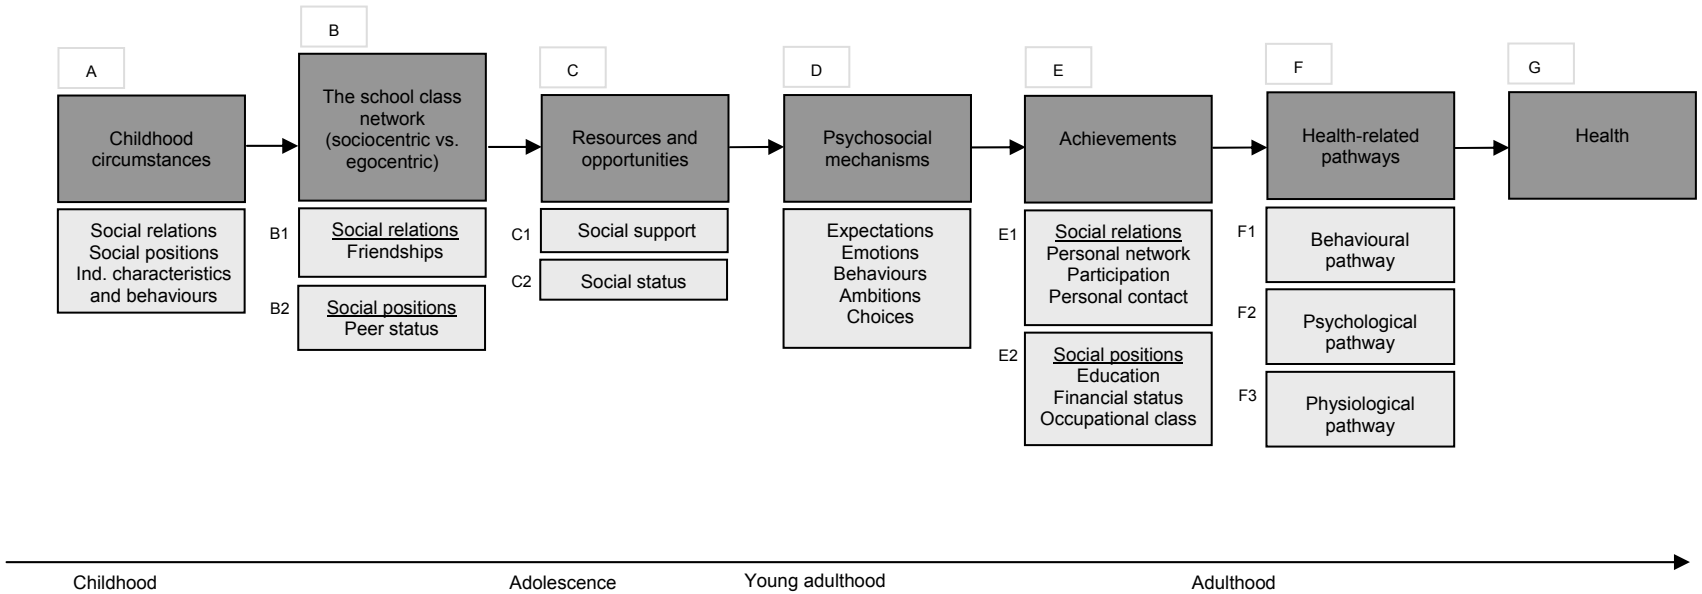 A
Childhood
circumstances
Social relations
Social positions
Ind. characteristics
and behaviours
B
The school class
network
(sociocentric vs.
egocentric)
B1
Social relations
Friendships
B2
Social positions
Peer status
C
Resources and
opportunities
C1
Social support
C2
Social status
D
Psychosocial
mechanisms
Expectations
Emotions
Behaviours
Ambitions
Choices
E
Achievements
E1
Social relations
Personal network
Participation
Personal contact
E2
Social positions
Education
Financial status
Occupational class
F
Health-related
pathways
F1
Behavioural
pathway
F2
Psychological
pathway
F3
Physiological
pathway
G
Health
Childhood
Adolescence
Young adulthood
Adulthood